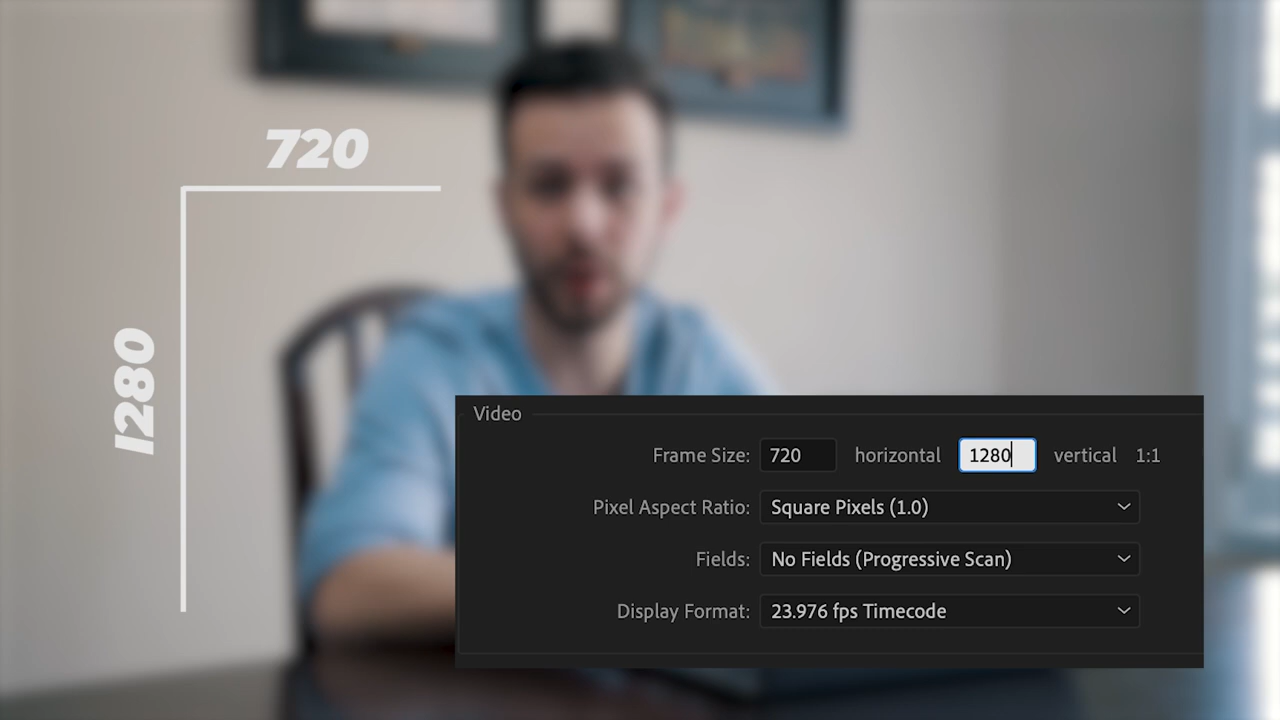 720
1280
Video
Frame Size: 720 horizontal 1280 vertical 1:1
Pixel Aspect Ratio: Square Pixels (1.0)
Fields: No Fields (Progressive Scan)
Display Format: 23.976 fps Timecode